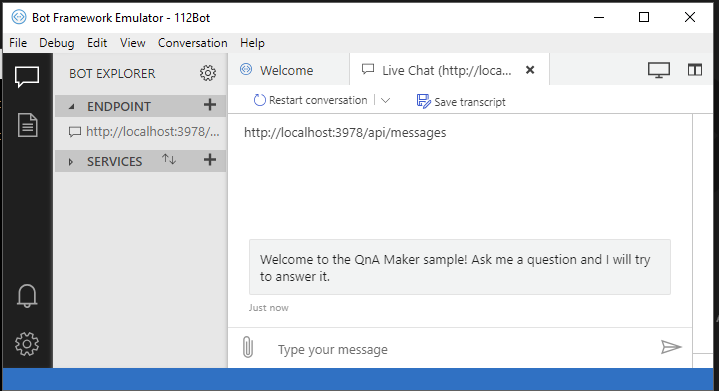 Bot Framework Emulator - 112Bot
File Debug Edit View Conversation Help
BOT EXPLORER
Welcome
Live Chat (http://loca...
ENDPOINT
Restart conversation
Save transcript
http://localhost:3978/...
http://localhost:3978/api/messages
SERVICES
Welcome to the QnA Maker sample! Ask me a question and I will try
to answer it.
Just now
Type your message